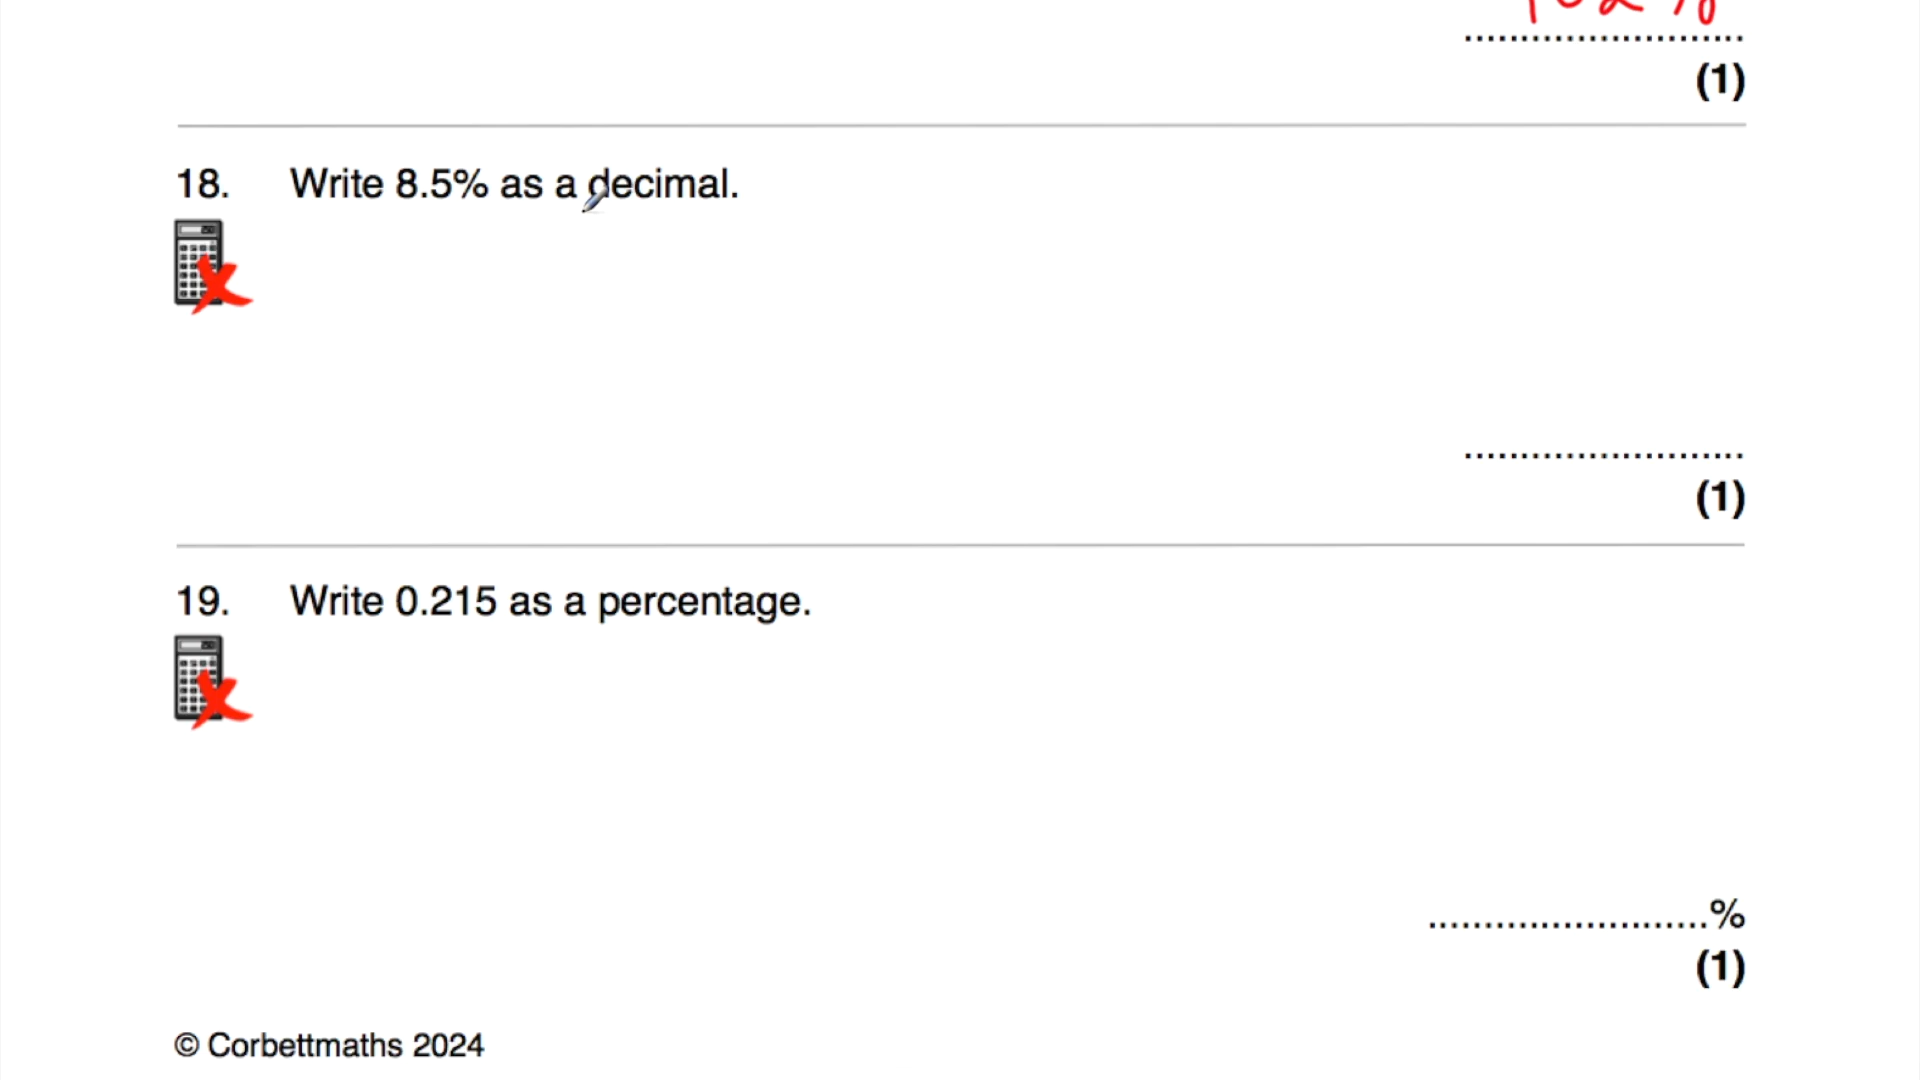 (1)
18. Write 8.5% as a decimal.
.........................
(1)
19. Write 0.215 as a percentage.
.........................%
(1)
© Corbettmaths 2024